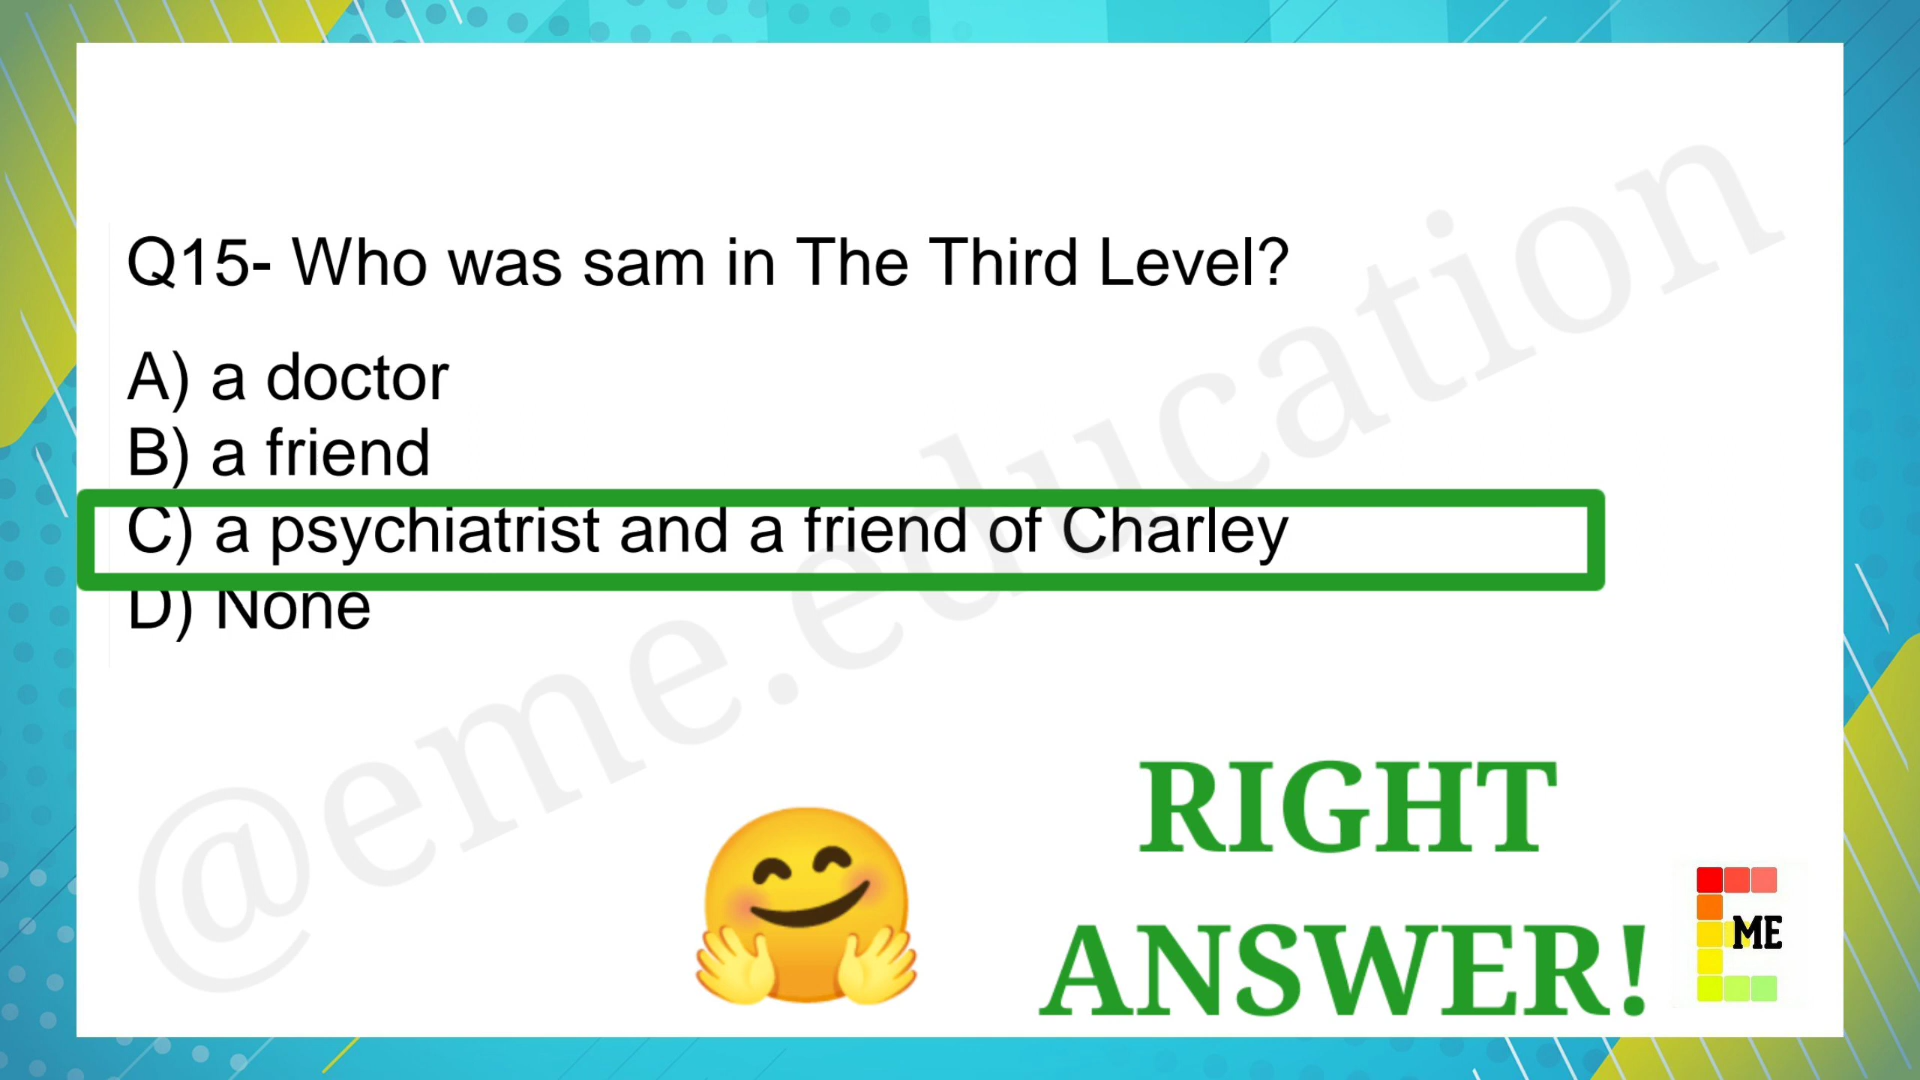 Q15- Who was sam in The Third Level?
A) a doctor
B) a friend
C) a psychiatrist and a friend of Charley
D) None
@eme.education
RIGHT
ANSWER!
ME